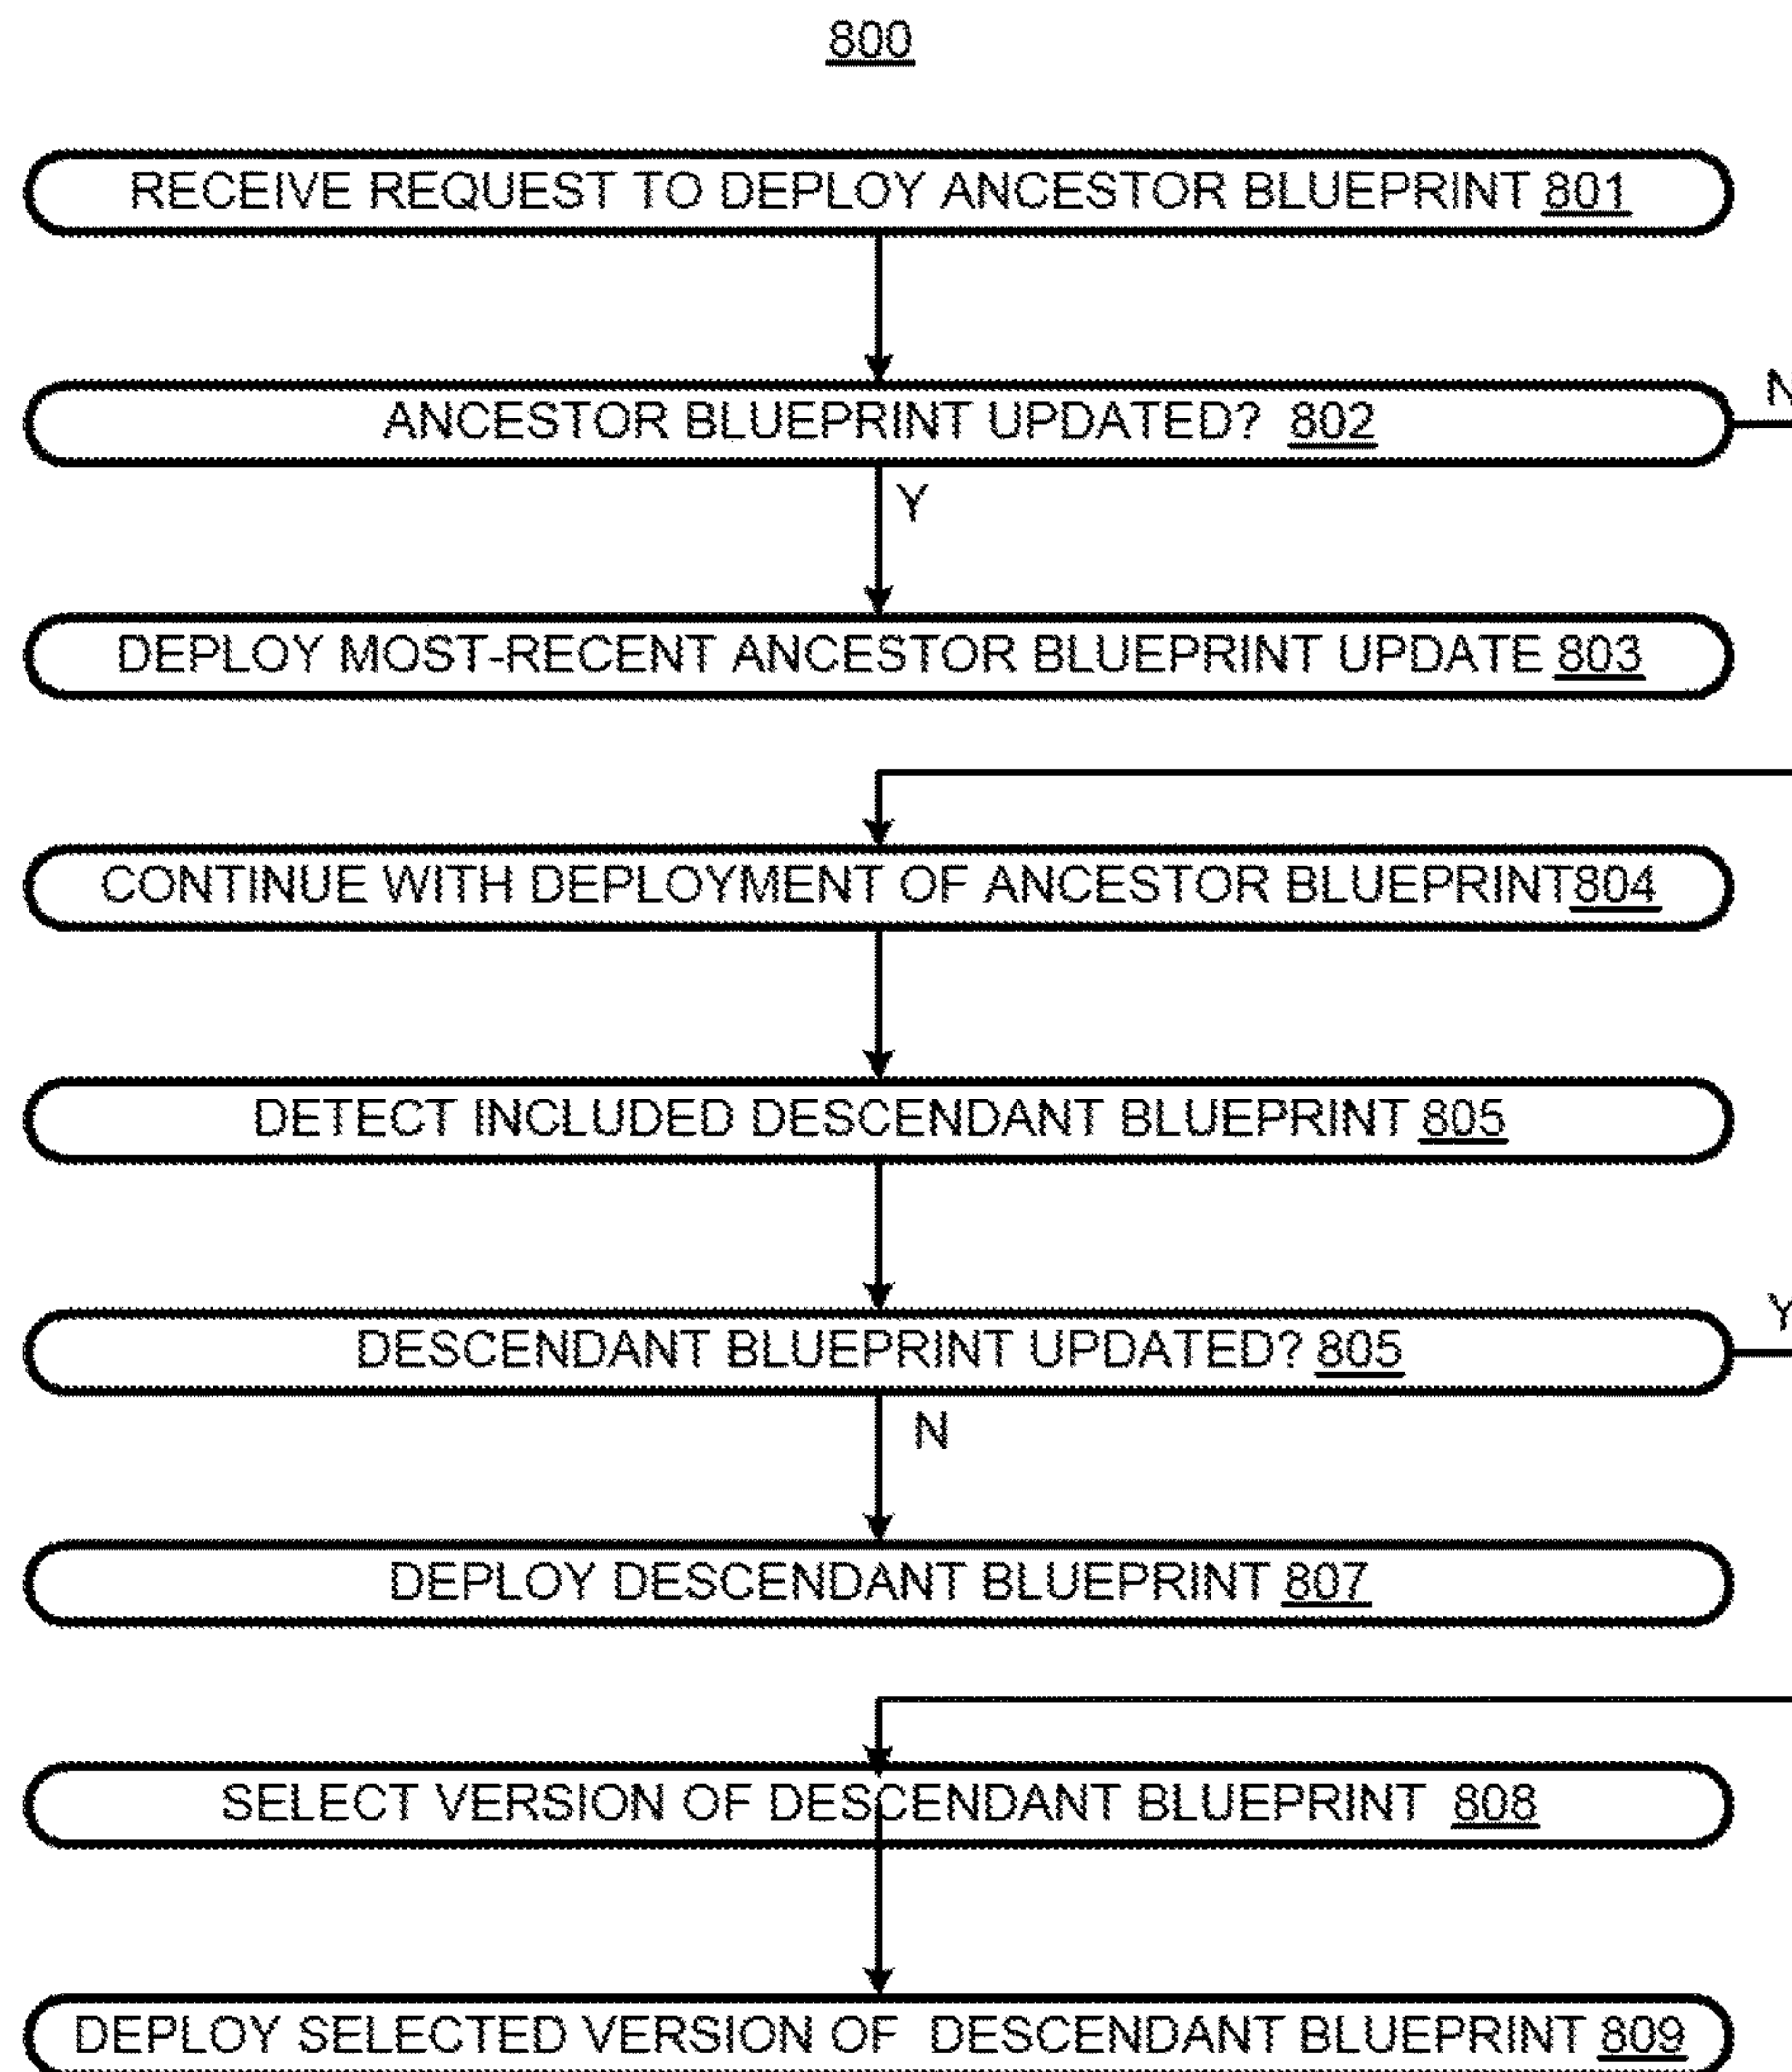 800
RECEIVE REQUEST TO DEPLOY ANCESTOR BLUEPRINT 801
ANCESTOR BLUEPRINT UPDATED? 802
N
Y
DEPLOY MOST-RECENT ANCESTOR BLUEPRINT UPDATE 803
CONTINUE WITH DEPLOYMENT OF ANCESTOR BLUEPRINT804
DETECT INCLUDED DESCENDANT BLUEPRINT 805
DESCENDANT BLUEPRINT UPDATED? 805
Y
N
DEPLOY DESCENDANT BLUEPRINT 807
SELECT VERSION OF DESCENDANT BLUEPRINT 808
DEPLOY SELECTED VERSION OF DESCENDANT BLUEPRINT 809